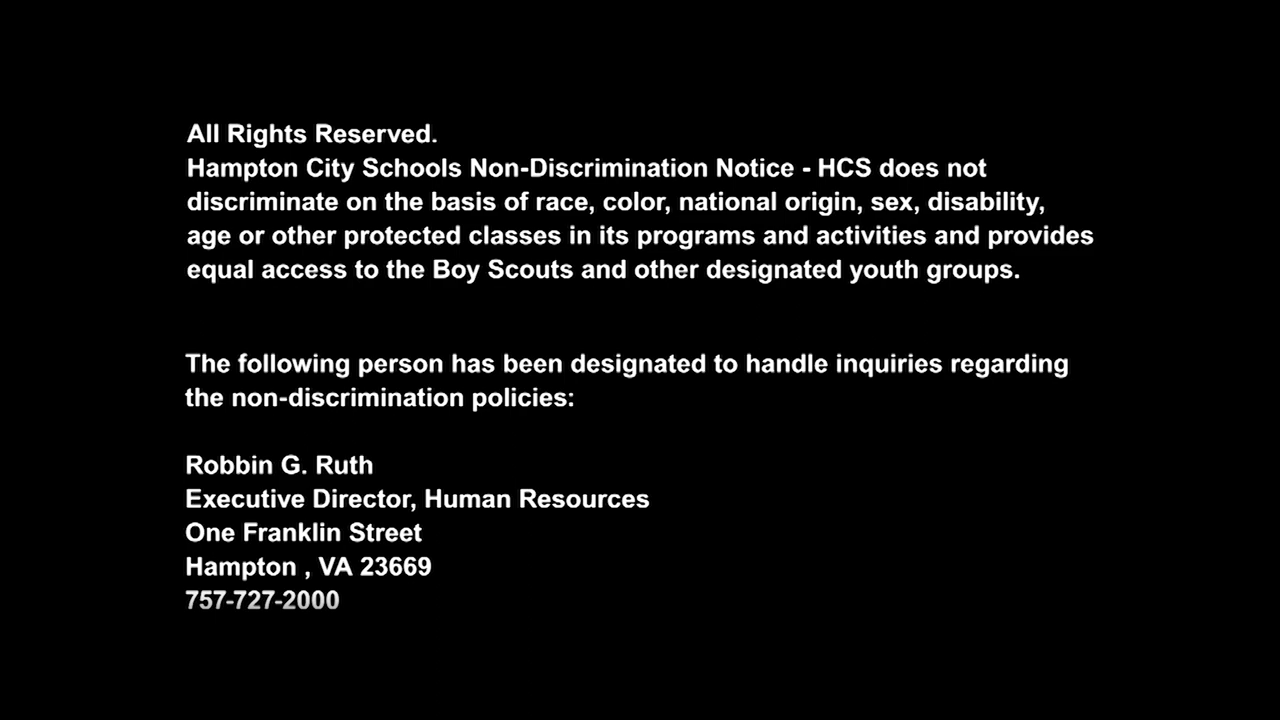 All Rights Reserved.
Hampton City Schools Non-Discrimination Notice - HCS does not
discriminate on the basis of race, color, national origin, sex, disability,
age or other protected classes in its programs and activities and provides
equal access to the Boy Scouts and other designated youth groups.
The following person has been designated to handle inquiries regarding
the non-discrimination policies:
Robbin G. Ruth
Executive Director, Human Resources
One Franklin Street
Hampton , VA 23669
757-727-2000